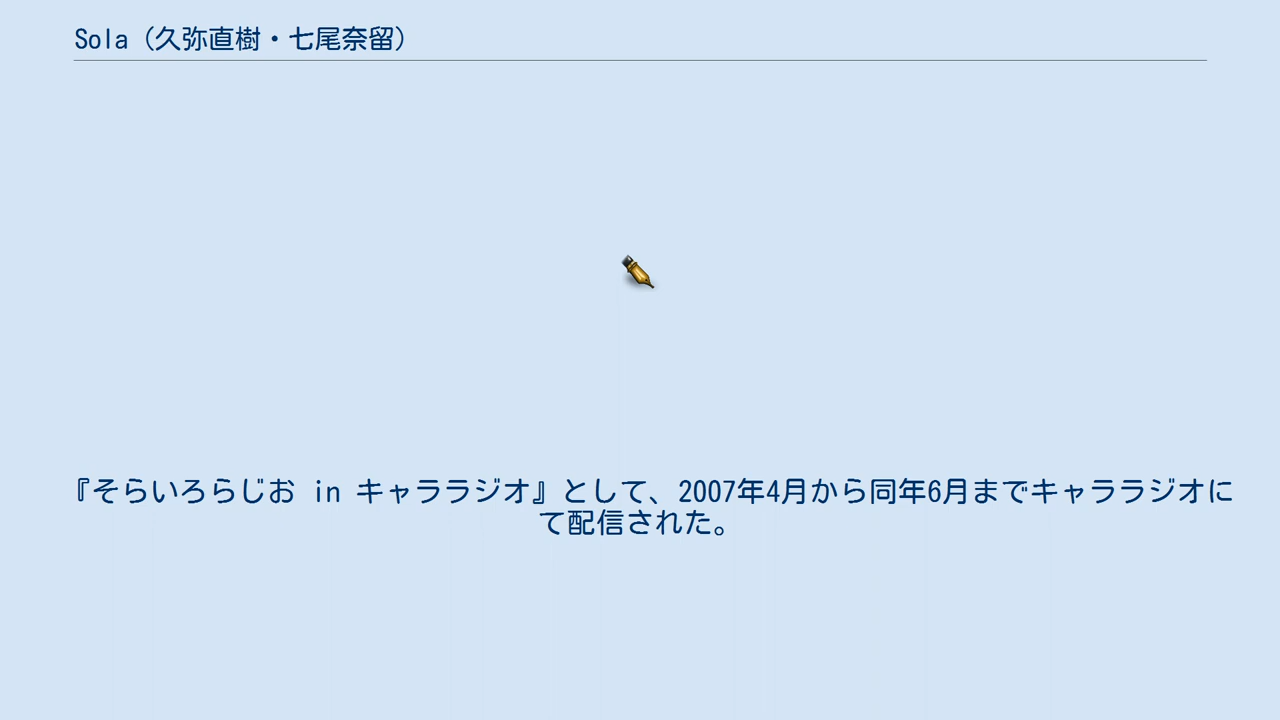 Sola（久弥直樹・七尾奈留）
『そらいろらじお in キャララジオ』として、2007年4月から同年6月までキャララジオに
て配信された。